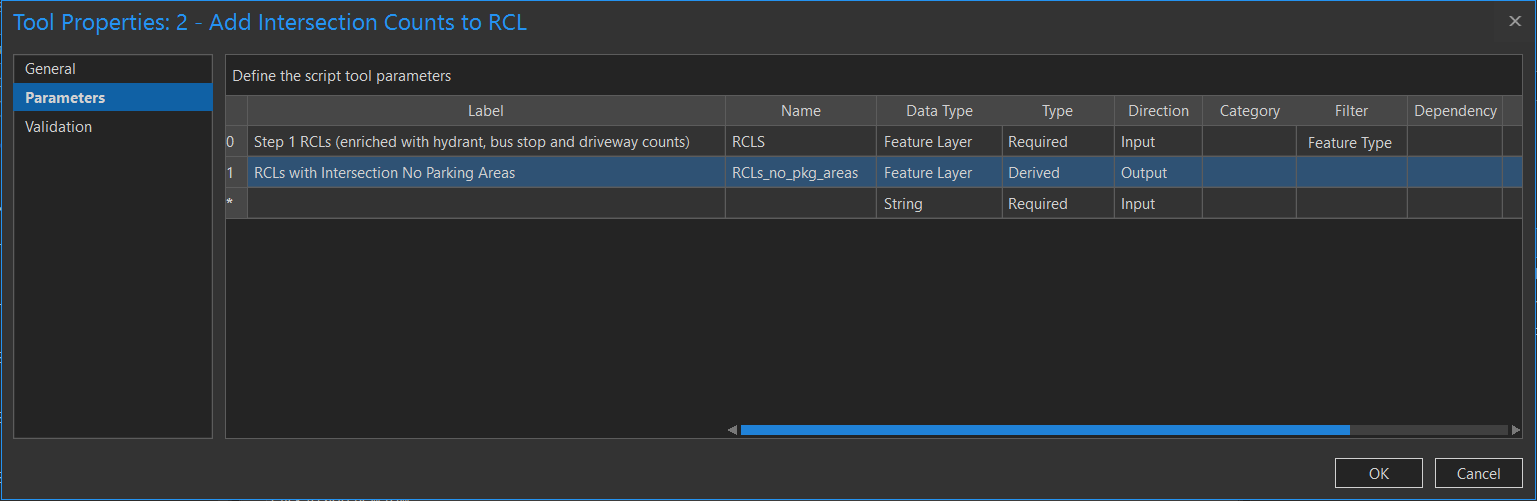 Tool Properties: 2 - Add Intersection Counts to RCL
General
Parameters
Validation
Define the script tool parameters
Label Name Data Type Type Direction Category Filter Dependency
0 Step 1 RCLs (enriched with hydrant, bus stop and driveway counts) RCLS Feature Layer Required Input Feature Type
1 RCLs with Intersection No Parking Areas RCLs_no_pkg_areas Feature Layer Derived Output
* String Required Input
OK Cancel